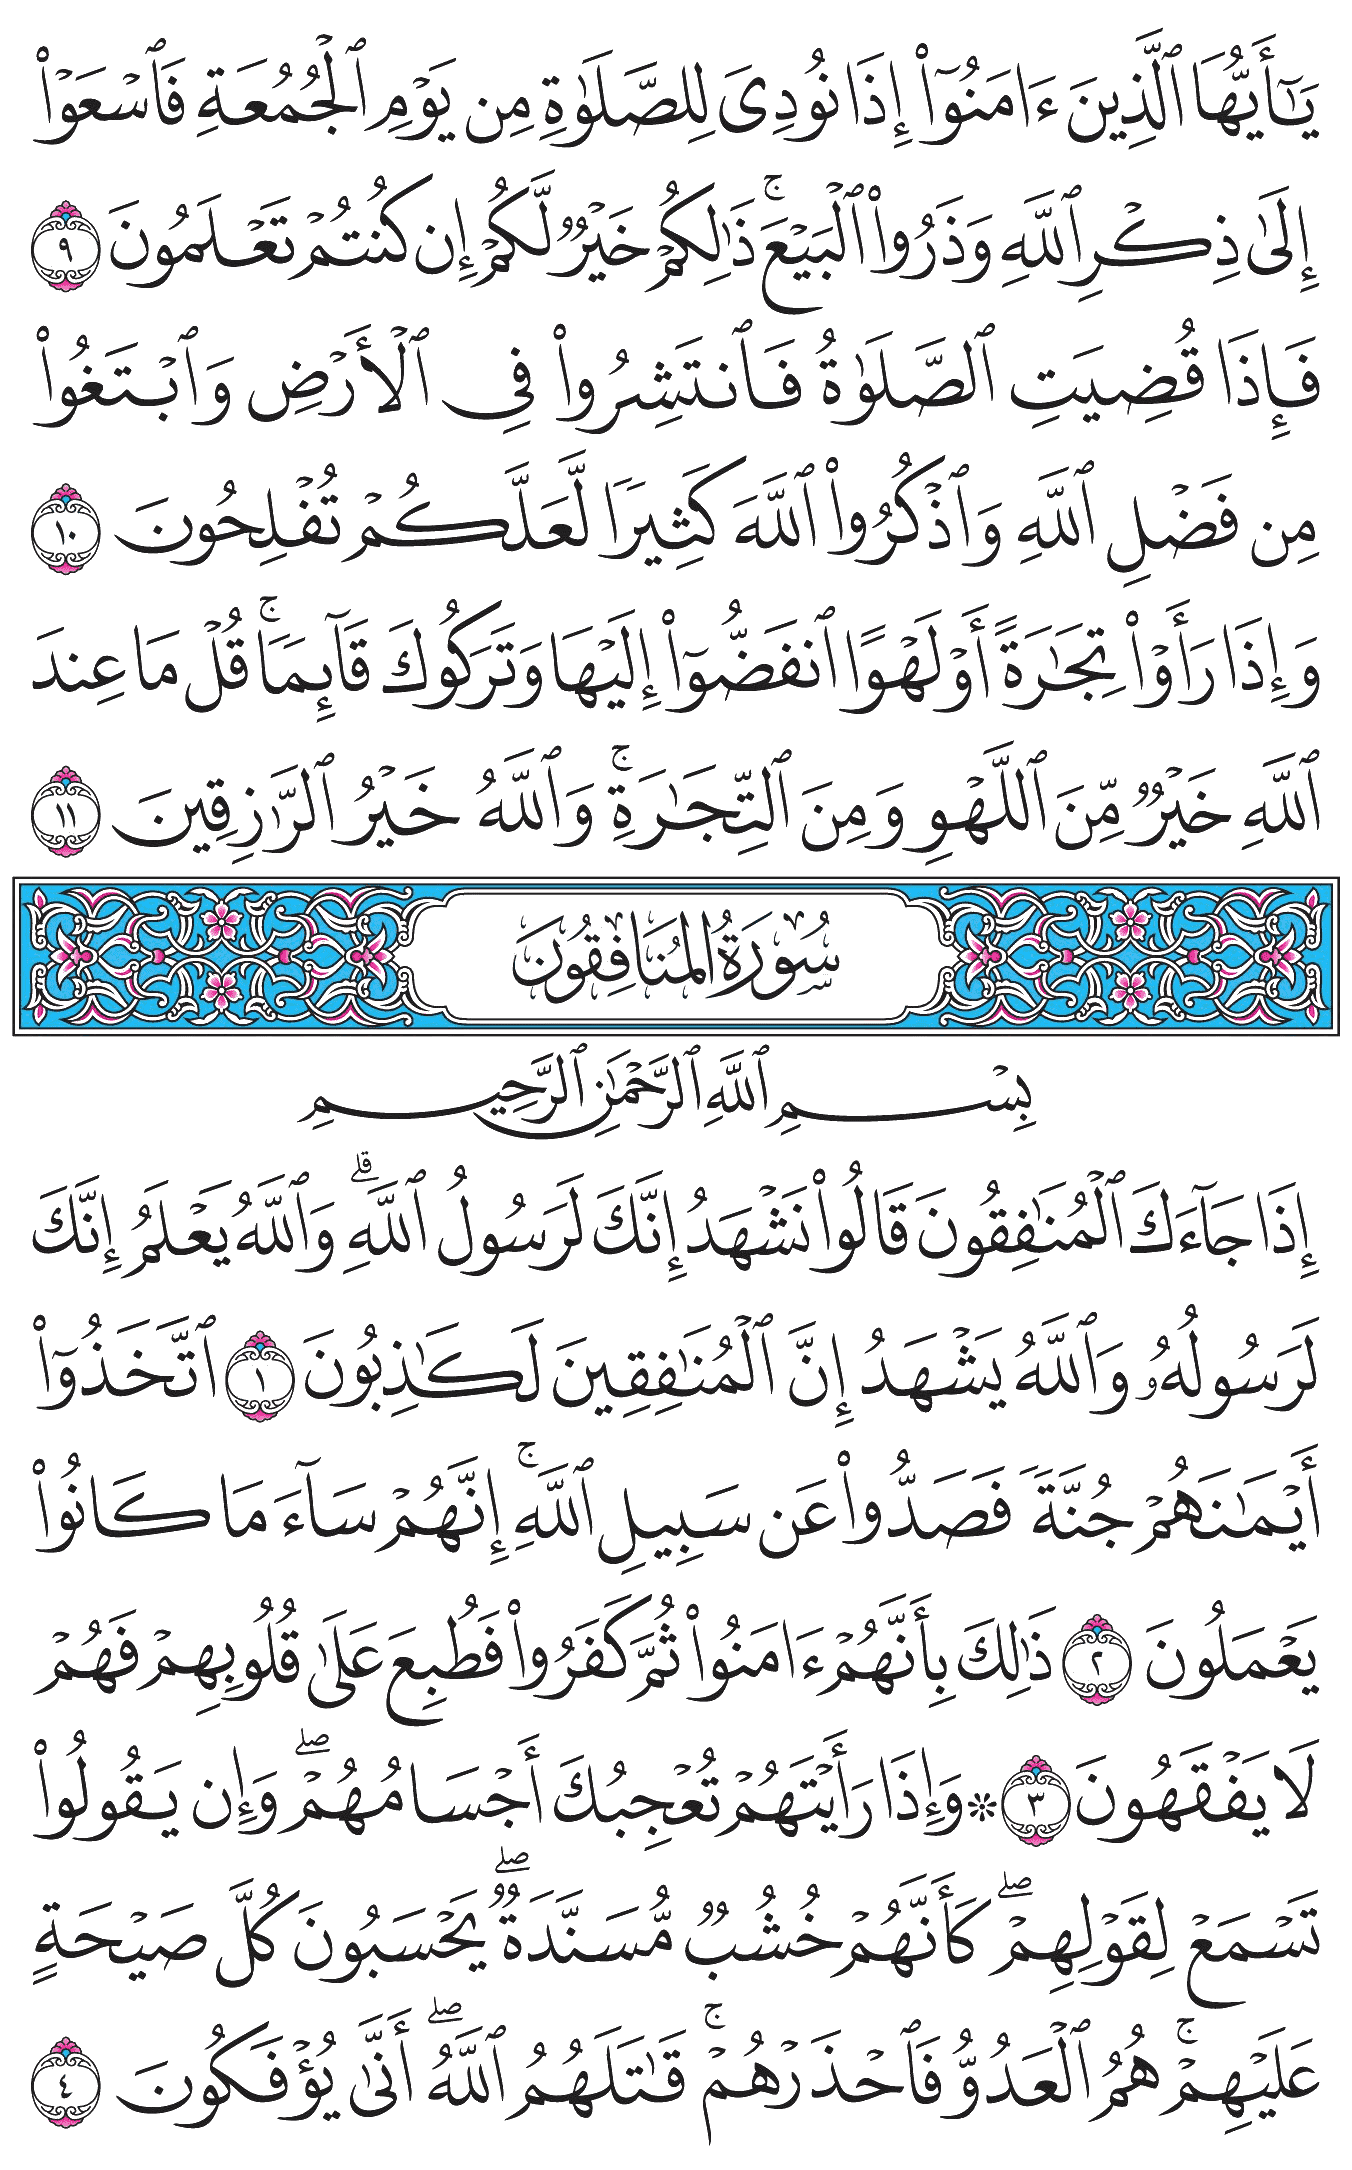 يَٰٓأَيُّهَا ٱلَّذِينَ ءَامَنُوٓاْ إِذَا نُودِىَ لِلصَّلَوٰةِ مِن يَوۡمِ ٱلۡجُمُعَةِ فَٱسۡعَوۡاْ
إِلَىٰ ذِكۡرِ ٱللَّهِ وَذَرُواْ ٱلۡبَيۡعَۚ ذَٰلِكُمۡ خَيۡرٞ لَّكُمۡ إِن كُنتُمۡ تَعۡلَمُونَ ٩
فَإِذَا قُضِيَتِ ٱلصَّلَوٰةُ فَٱنتَشِرُواْ فِى ٱلۡأَرۡضِ وَٱبۡتَغُواْ
مِن فَضۡلِ ٱللَّهِ وَٱذۡكُرُواْ ٱللَّهَ كَثِيرٗا لَّعَلَّكُمۡ تُفۡلِحُونَ ١٠
وَإِذَا رَأَوۡاْ تِجَٰرَةً أَوۡ لَهۡوًا ٱنفَضُّوٓاْ إِلَيۡهَا وَتَرَكُوكَ قَآئِمٗاۚ قُلۡ مَا عِندَ
ٱللَّهِ خَيۡرٞ مِّنَ ٱللَّهۡوِ وَمِنَ ٱلتِّجَٰرَةِۚ وَٱللَّهُ خَيۡرُ ٱلرَّٰزِقِينَ ١١
سُورَةُ المُنَافِقُونَ
بِسۡمِ ٱللَّهِ ٱلرَّحۡمَٰنِ ٱلرَّحِيمِ
إِذَا جَآءَكَ ٱلۡمُنَٰفِقُونَ قَالُواْ نَشۡهَدُ إِنَّكَ لَرَسُولُ ٱللَّهِۗ وَٱللَّهُ يَعۡلَمُ إِنَّكَ
لَرَسُولُهُۥ وَٱللَّهُ يَشۡهَدُ إِنَّ ٱلۡمُنَٰفِقِينَ لَكَٰذِبُونَ ١ ٱتَّخَذُوٓاْ
أَيۡمَٰنَهُمۡ جُنَّةٗ فَصَدُّواْ عَن سَبِيلِ ٱللَّهِۚ إِنَّهُمۡ سَآءَ مَا كَانُواْ
يَعۡمَلُونَ ٢ ذَٰلِكَ بِأَنَّهُمۡ ءَامَنُواْ ثُمَّ كَفَرُواْ فَطُبِعَ عَلَىٰ قُلُوبِهِمۡ فَهُمۡ
لَا يَفۡقَهُونَ ٣ ۞ وَإِذَا رَأَيۡتَهُمۡ تُعۡجِبُكَ أَجۡسَامُهُمۡۖ وَإِن يَقُولُواْ
تَسۡمَعۡ لِقَوۡلِهِمۡۖ كَأَنَّهُمۡ خُشُبٞ مُّسَنَّدَةٞۖ يَحۡسَبُونَ كُلَّ صَيۡحَةٍ
عَلَيۡهِمۡۚ هُمُ ٱلۡعَدُوُّ فَٱحۡذَرۡهُمۡۚ قَٰتَلَهُمُ ٱللَّهُۖ أَنَّىٰ يُؤۡفَكُونَ ٤